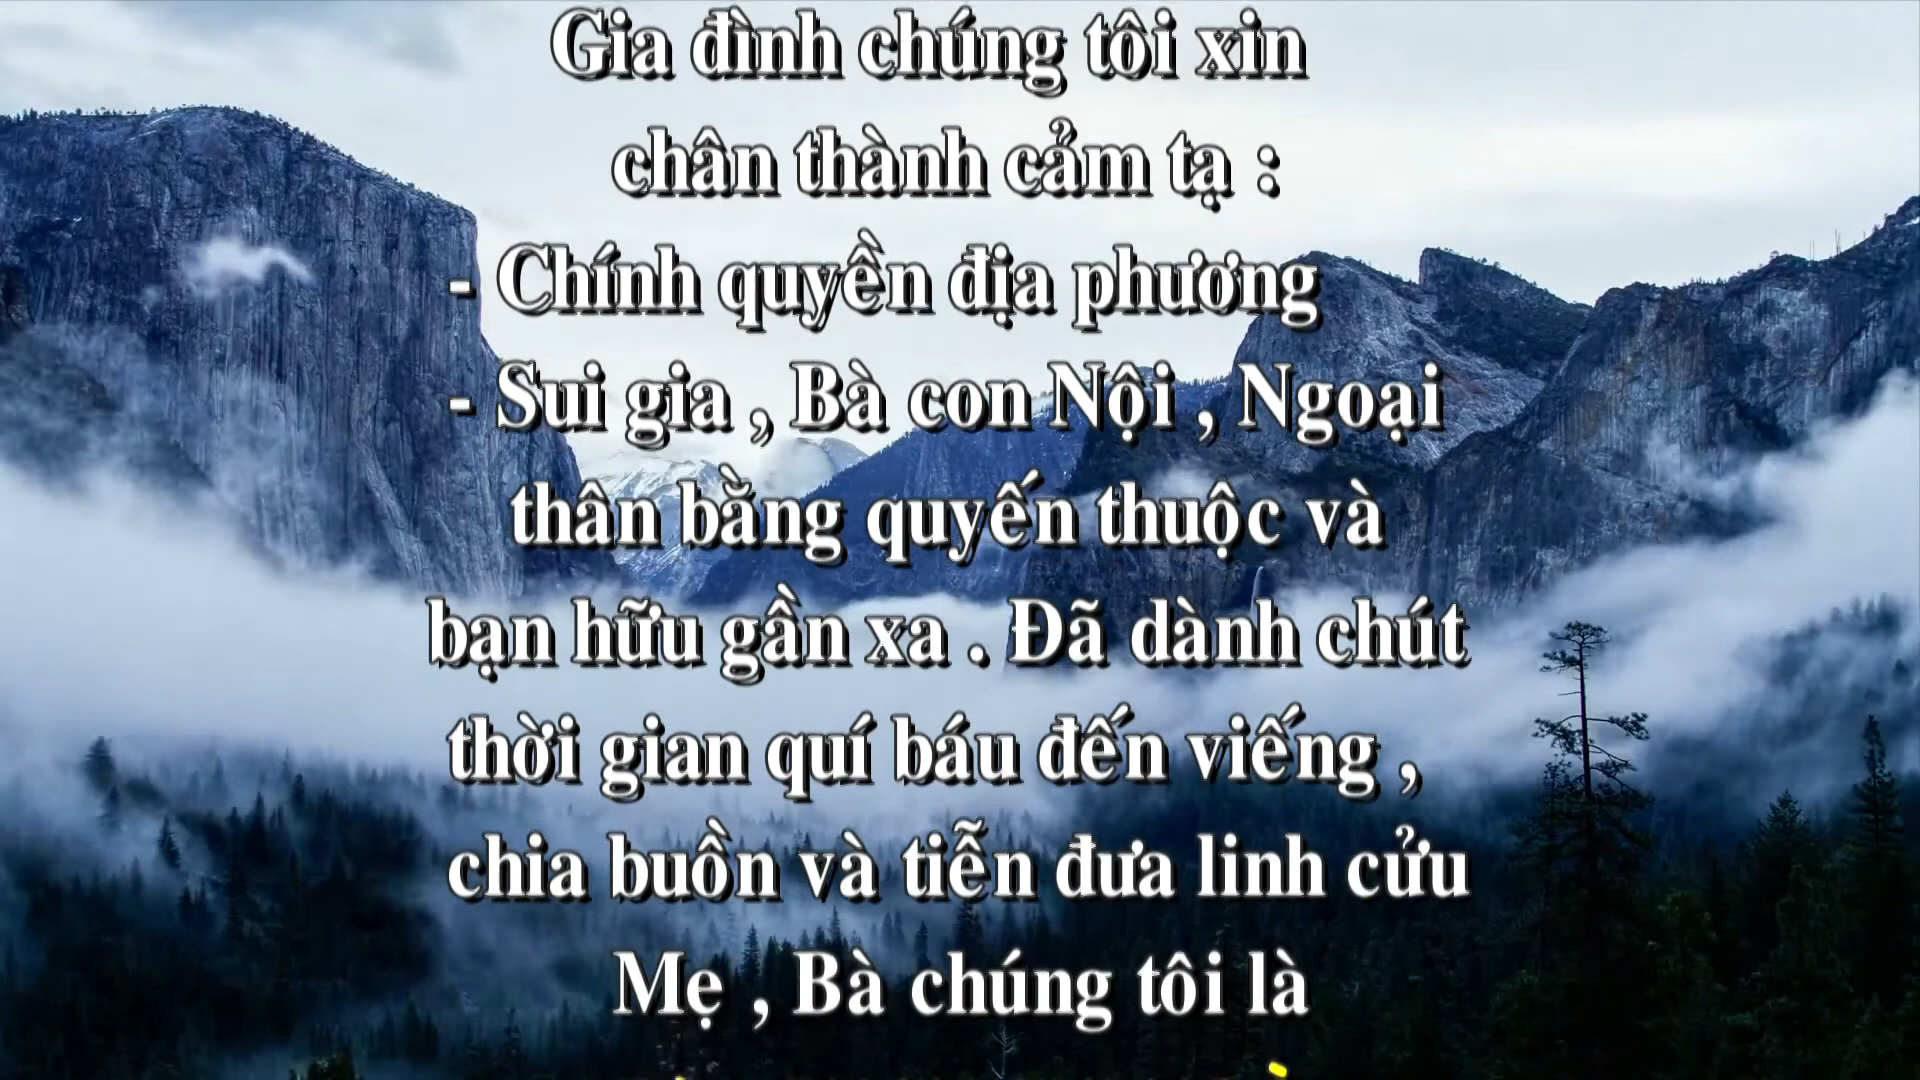 Gia đình chúng tôi xin
chân thành cảm tạ :
- Chính quyền địa phương
- Sui gia , Bà con Nội , Ngoại
thân bằng quyến thuộc và
bạn hữu gần xa . Đã dành chút
thời gian quí báu đến viếng ,
chia buồn và tiễn đưa linh cửu
Mẹ , Bà chúng tôi là